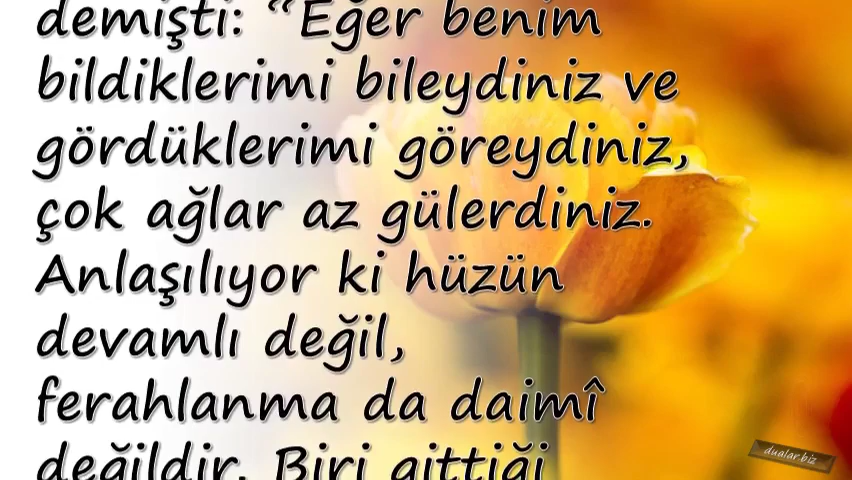 demişti: “Eğer benim
bildiklerimi bileydiniz ve
gördüklerimi göreydiniz,
çok ağlar az gülerdiniz.
Anlaşılıyor ki hüzün
devamlı değil,
ferahlanma da daimî
değildir. Biri gittiği
dualar.biz